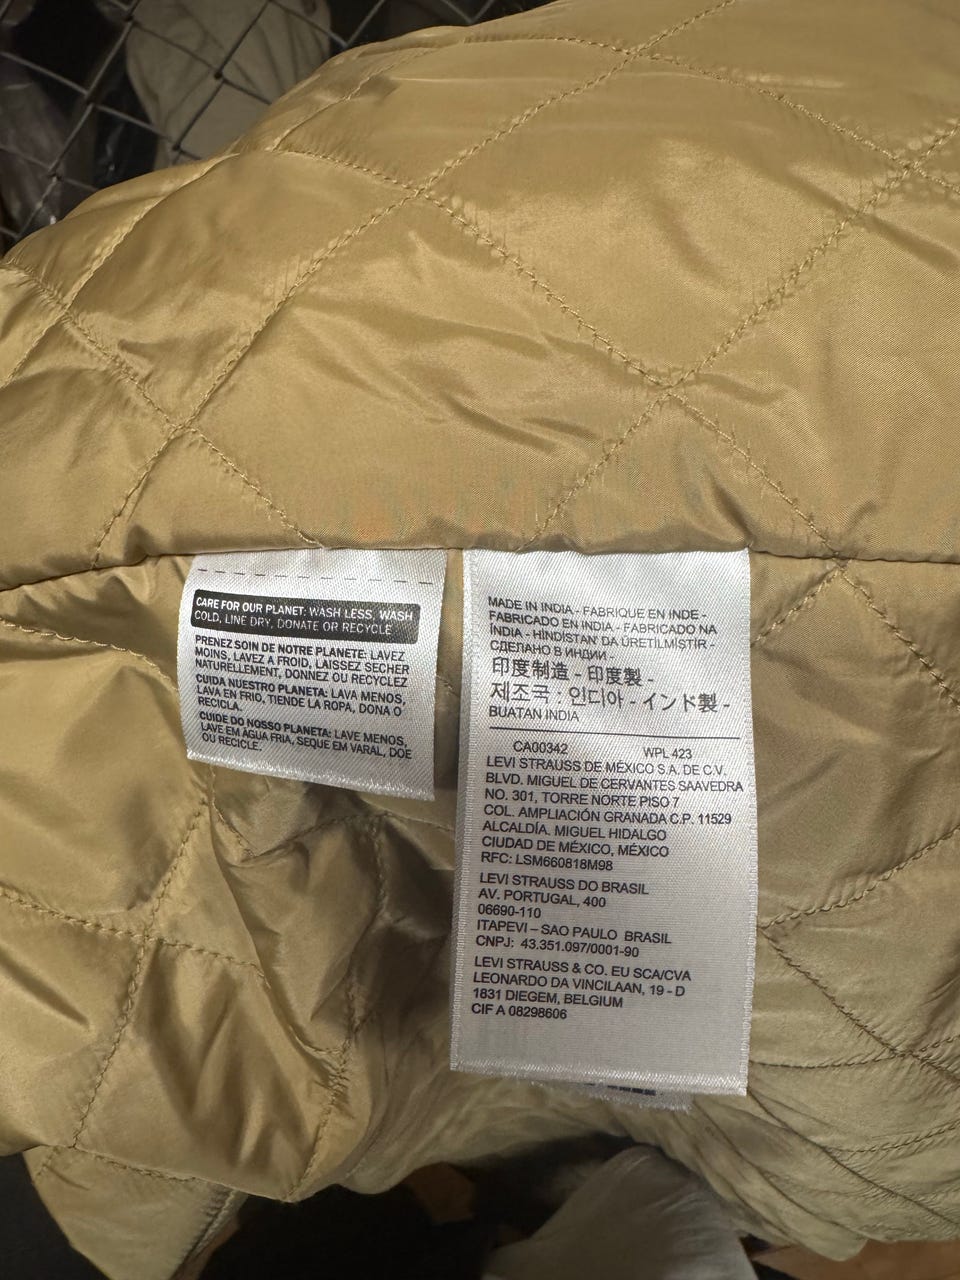 CARE FOR OUR PLANET: WASH LESS, WASH
COLD, LINE DRY, DONATE OR RECYCLE
PRENEZ SOIN DE NOTRE PLANETE: LAVEZ
MOINS, LAVEZ A FROID, LAISSEZ SECHER
NATURELLEMENT, DONNEZ OU RECYCLEZ
CUIDA NUESTRO PLANETA: LAVA MENOS,
LAVA EN FRIO, TIENDE LA ROPA, DONA O
RECICLA.
CUIDE DO NOSSO PLANETA: LAVE MENOS,
LAVE EM ÁGUA FRIA, SEQUE EM VARAL, DOE
OU RECICLE.
MADE IN INDIA - FABRIQUE EN INDE -
FABRICADO EN INDIA - FABRICADO NA
ÍNDIA - HINDISTAN' DA ÜRETİLMİŞTİR -
СДЕЛАНО В ИНДИИ -
印度制造 - 印度製 -
제조국 : 인디아 - インド製 -
BUATAN INDIA
CA00342 WPL 423
LEVI STRAUSS DE MÉXICO S.A. DE C.V.
BLVD. MIGUEL DE CERVANTES SAAVEDRA
NO. 301, TORRE NORTE PISO 7
COL. AMPLIACIÓN GRANADA C.P. 11529
ALCALDÍA. MIGUEL HIDALGO
CIUDAD DE MÉXICO, MÉXICO
RFC: LSM660818M98
LEVI STRAUSS DO BRASIL
AV. PORTUGAL, 400
06690-110
ITAPEVI – SAO PAULO BRASIL
CNPJ: 43.351.097/0001-90
LEVI STRAUSS & CO. EU SCA/CVA
LEONARDO DA VINCILAAN, 19 - D
1831 DIEGEM, BELGIUM
CIF A 08298606